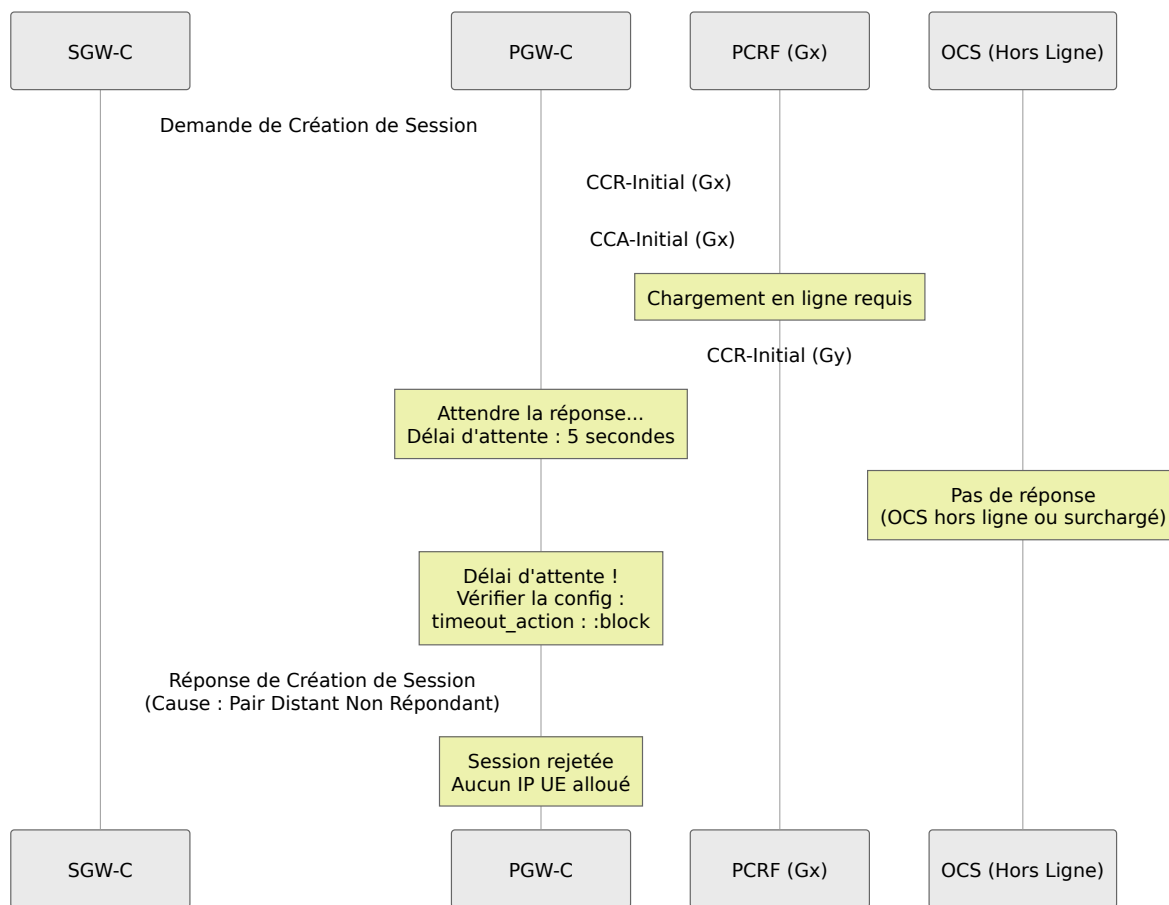 SGW-C
PGW-C
PCRF (Gx)
OCS (Hors Ligne)
Demande de Création de Session
CCR-Initial (Gx)
CCA-Initial (Gx)
Chargement en ligne requis
CCR-Initial (Gy)
Attendre la réponse...
Délai d'attente : 5 secondes
Pas de réponse
(OCS hors ligne ou surchargé)
Délai d'attente !
Vérifier la config :
timeout_action : :block
Réponse de Création de Session
(Cause : Pair Distant Non Répondant)
Session rejetée
Aucun IP UE alloué
SGW-C
PGW-C
PCRF (Gx)
OCS (Hors Ligne)